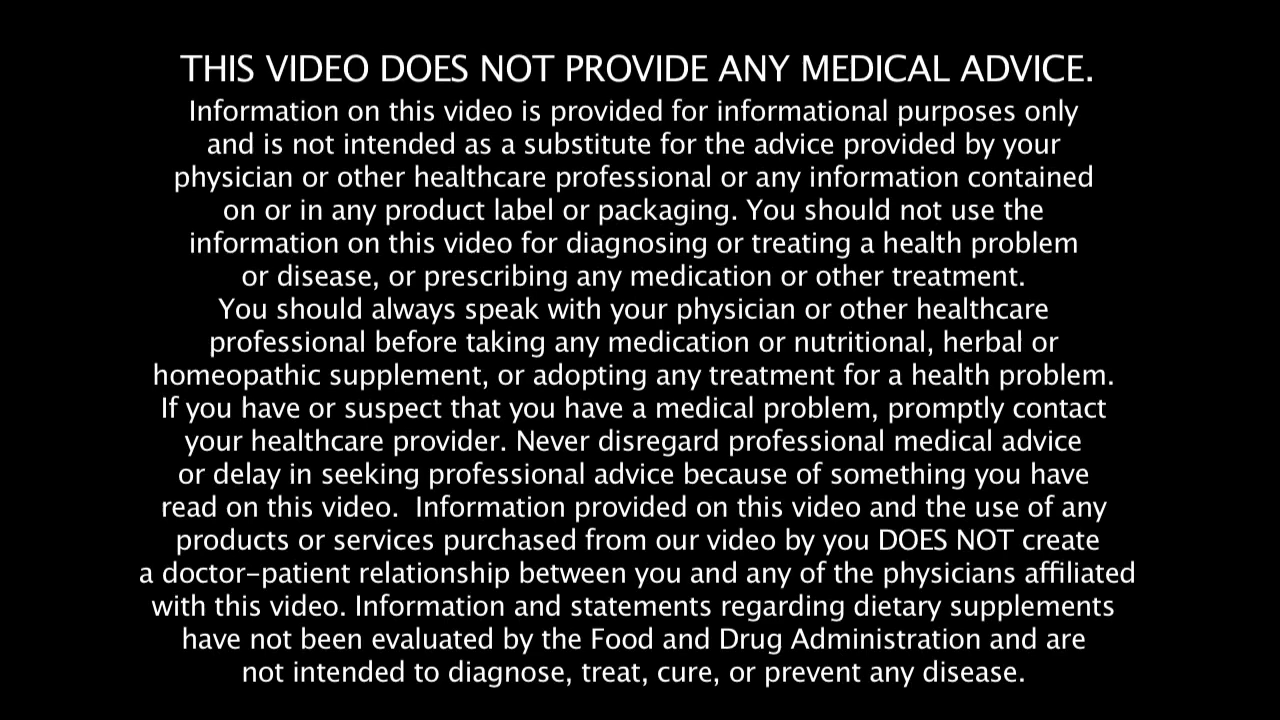 THIS VIDEO DOES NOT PROVIDE ANY MEDICAL ADVICE.
Information on this video is provided for informational purposes only
and is not intended as a substitute for the advice provided by your
physician or other healthcare professional or any information contained
on or in any product label or packaging. You should not use the
information on this video for diagnosing or treating a health problem
or disease, or prescribing any medication or other treatment.
You should always speak with your physician or other healthcare
professional before taking any medication or nutritional, herbal or
homeopathic supplement, or adopting any treatment for a health problem.
If you have or suspect that you have a medical problem, promptly contact
your healthcare provider. Never disregard professional medical advice
or delay in seeking professional advice because of something you have
read on this video.  Information provided on this video and the use of any
products or services purchased from our video by you DOES NOT create
a doctor–patient relationship between you and any of the physicians affiliated
with this video. Information and statements regarding dietary supplements
have not been evaluated by the Food and Drug Administration and are
not intended to diagnose, treat, cure, or prevent any disease.